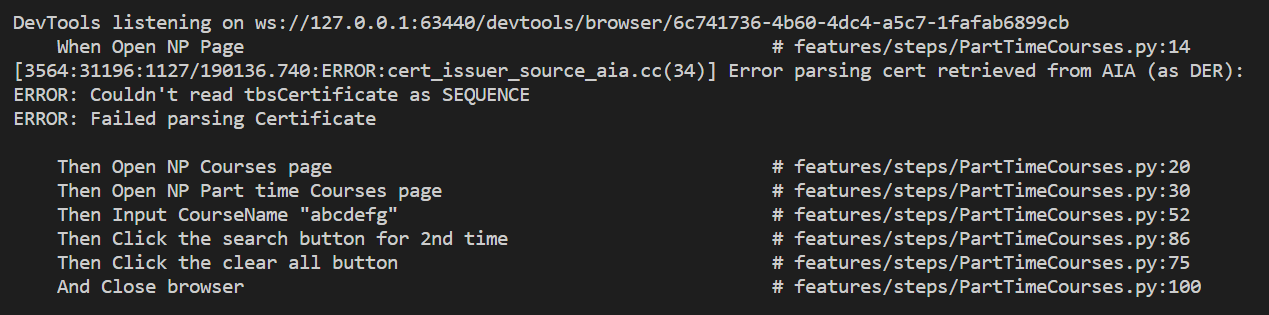 DevTools listening on ws://127.0.0.1:63440/devtools/browser/6c741736-4b60-4dc4-a5c7-1fafab6899cb
When Open NP Page # features/steps/PartTimeCourses.py:14
[3564:31196:1127/190136.740:ERROR:cert_issuer_source_aia.cc(34)] Error parsing cert retrieved from AIA (as DER):
ERROR: Couldn't read tbsCertificate as SEQUENCE
ERROR: Failed parsing Certificate
Then Open NP Courses page # features/steps/PartTimeCourses.py:20
Then Open NP Part time Courses page # features/steps/PartTimeCourses.py:30
Then Input CourseName "abcdefg" # features/steps/PartTimeCourses.py:52
Then Click the search button for 2nd time # features/steps/PartTimeCourses.py:86
Then Click the clear all button # features/steps/PartTimeCourses.py:75
And Close browser # features/steps/PartTimeCourses.py:100